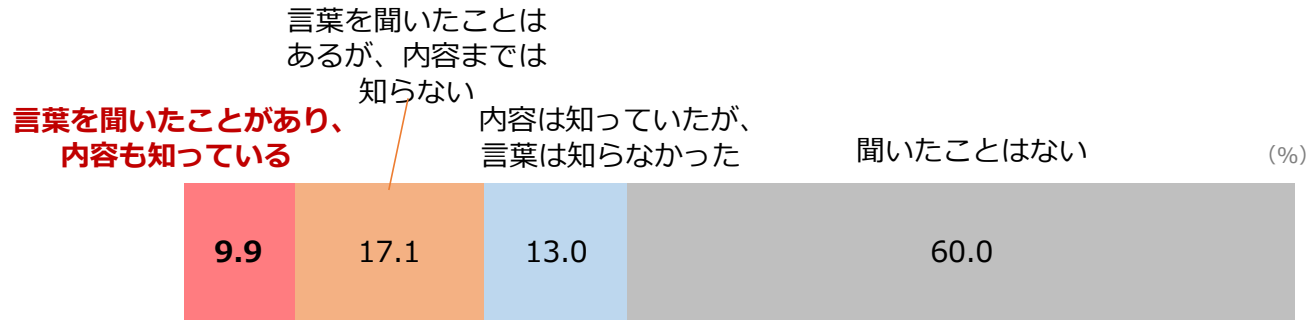 言葉を聞いたことは
あるが、内容までは
知らない
言葉を聞いたことがあり、
内容も知っている
内容は知っていたが、
言葉は知らなかった
聞いたことはない
（%）
9.9
17.1
13.0
60.0